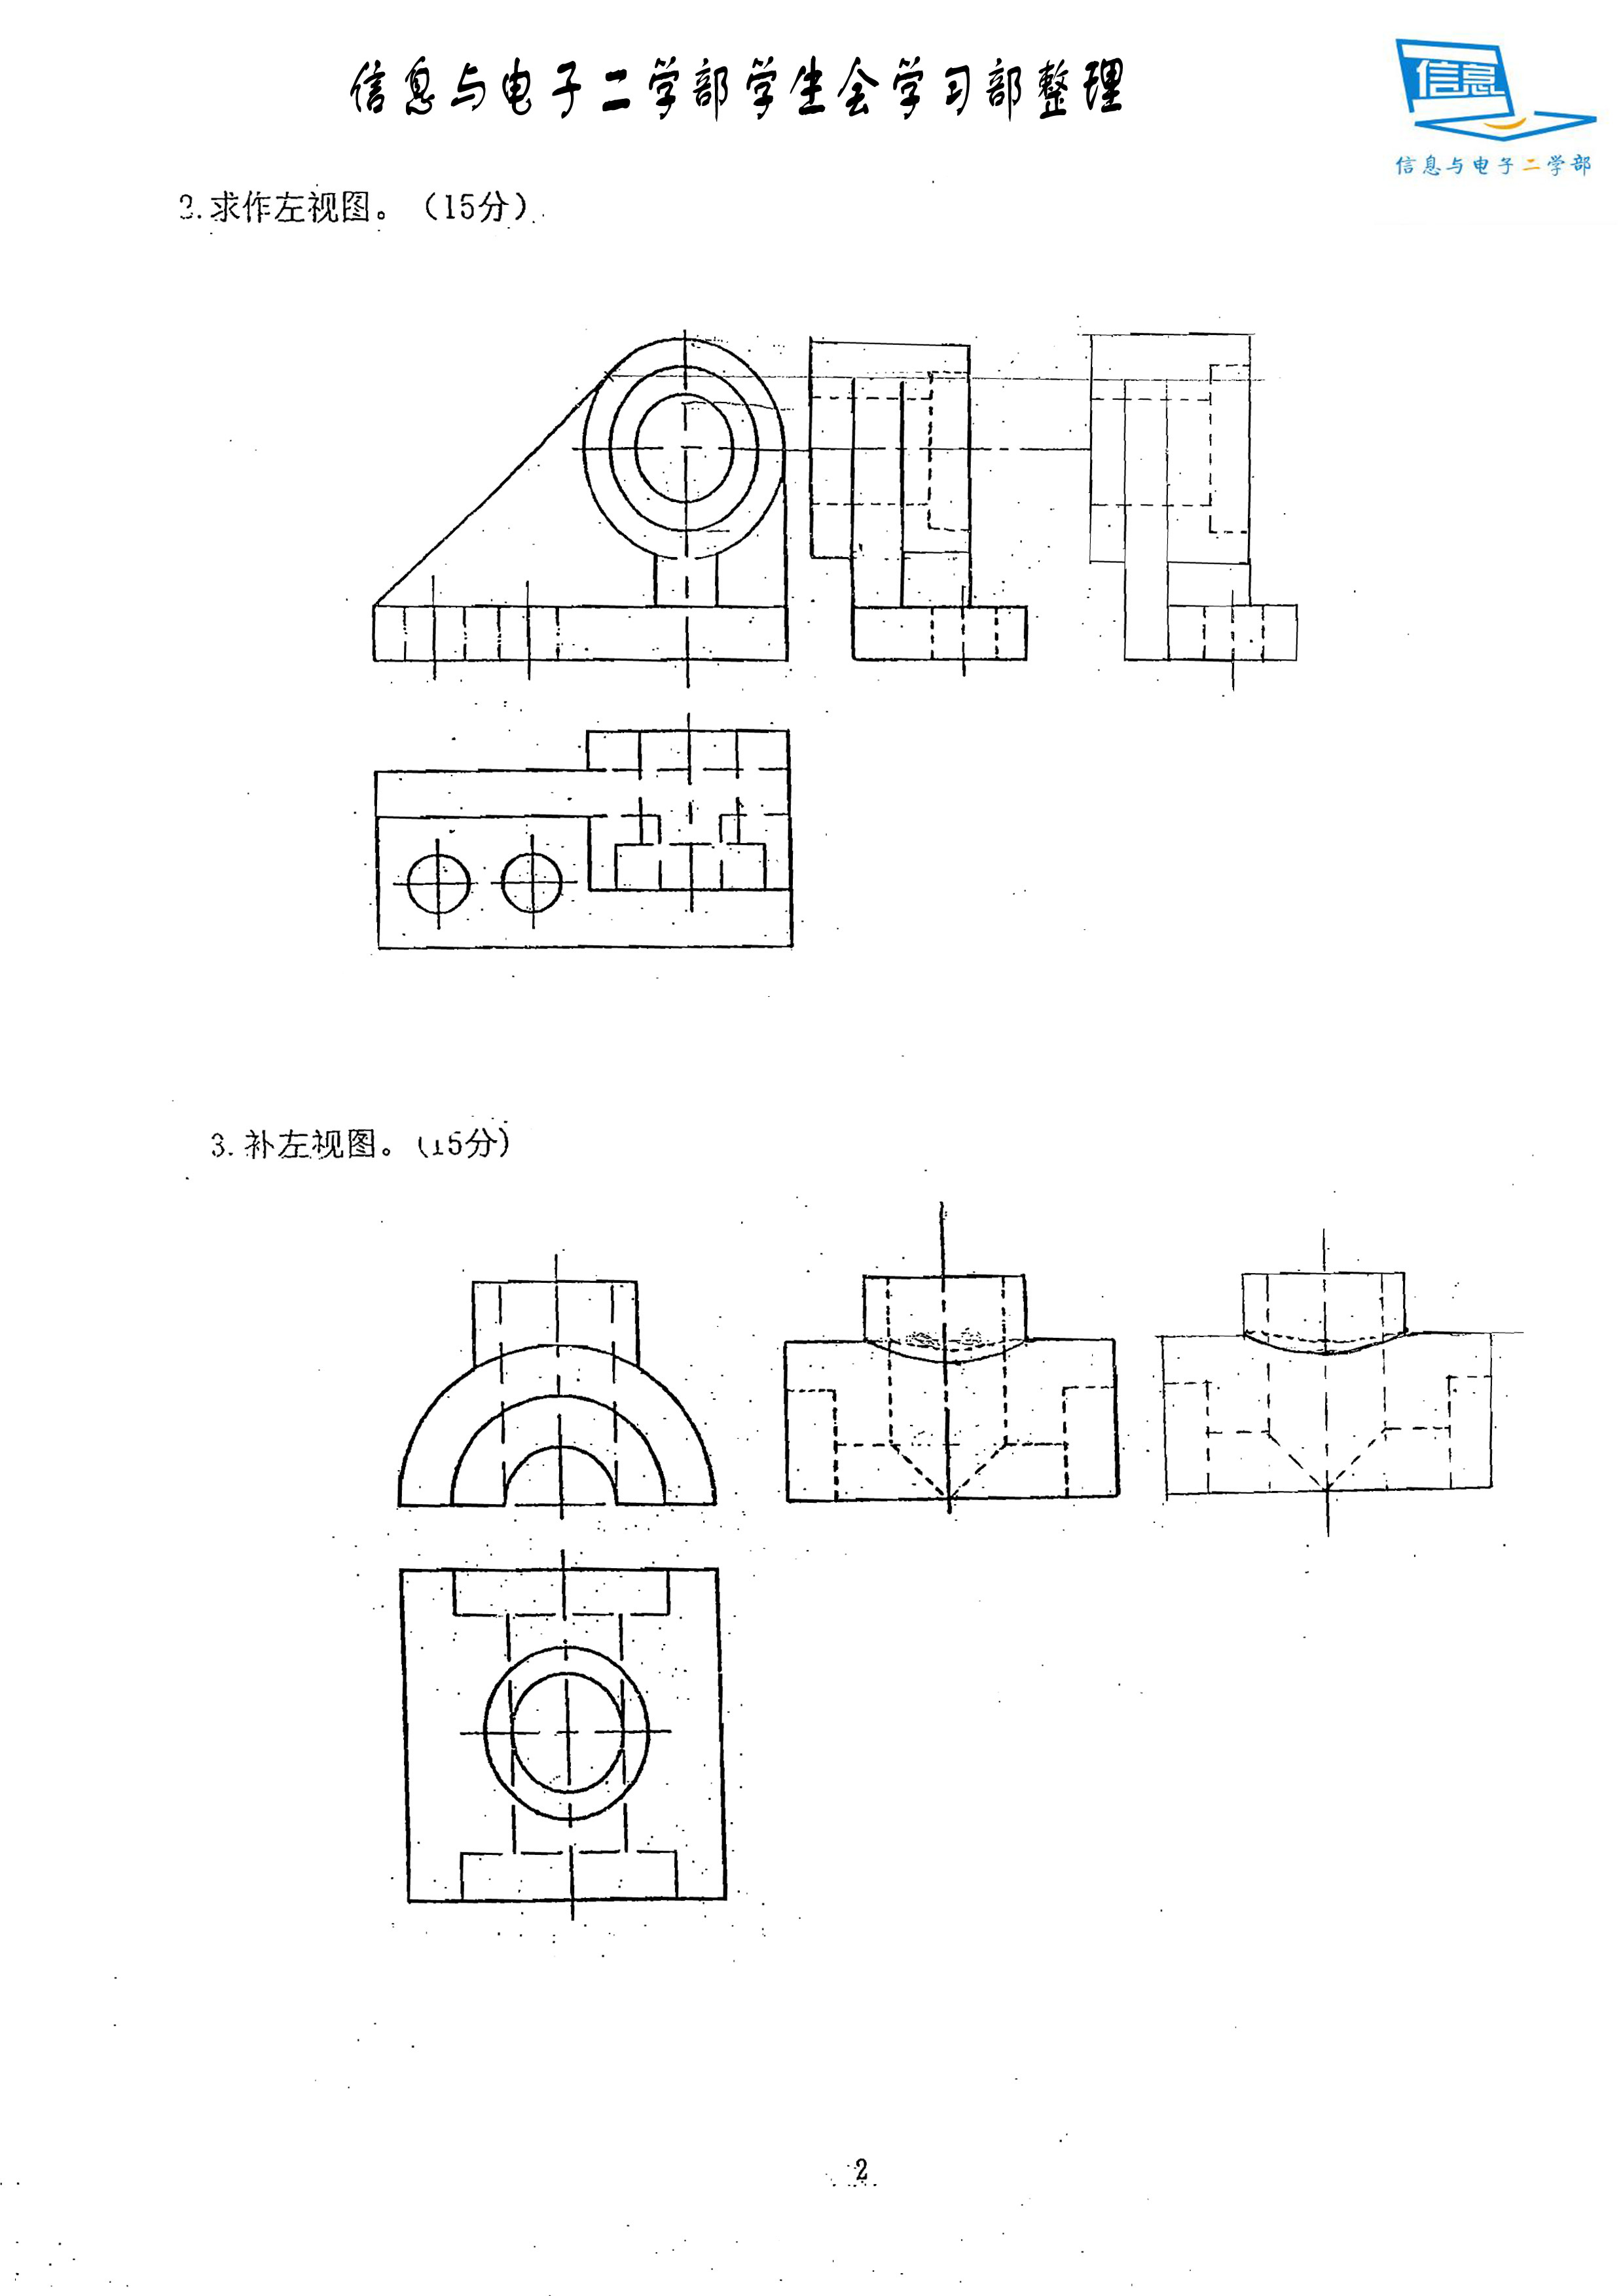 信息与电子二学部学生会学习部整理
信息
信息与电子二学部
2.求作左视图。（15分）
3.补左视图。(15分)
2